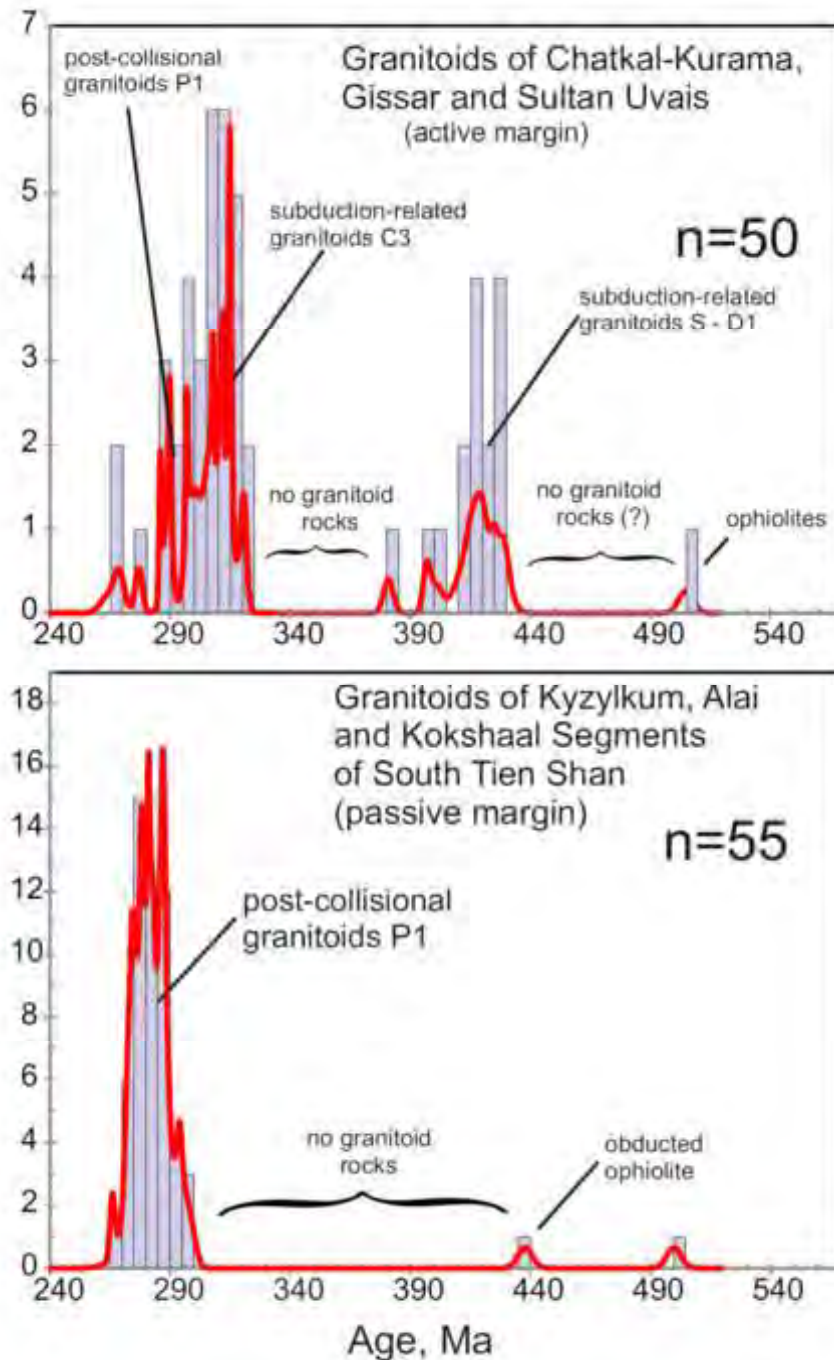 7
6
5
4
3
2
1
0
post-collisional
granitoids P1
Granitoids of Chatkal-Kurama,
Gissar and Sultan Uvais
(active margin)
subduction-related
granitoids C3
n=50
subduction-related
granitoids S - D1
no granitoid
rocks
no granitoid
rocks (?)
ophiolites
240 290 340 390 440 490 540
18
16
14
12
10
8
6
4
2
0
Granitoids of Kyzylkum, Alai
and Kokshaal Segments
of South Tien Shan
(passive margin)
n=55
post-collisional
granitoids P1
no granitoid
rocks
obducted
ophiolite
240 290 340 390 440 490 540
Age, Ma